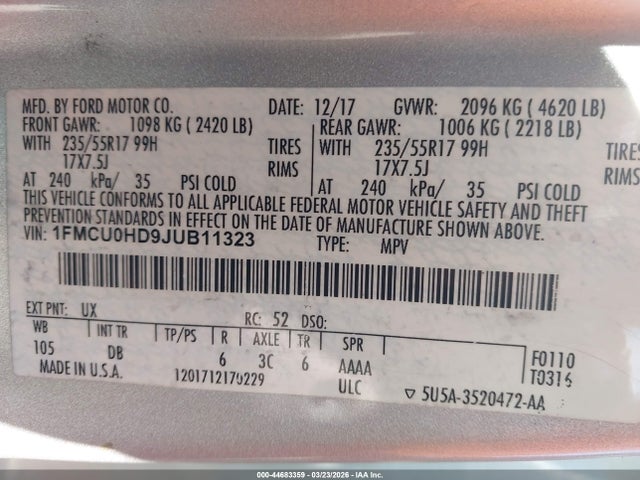 MFD. BY FORD MOTOR CO. DATE: 12/17 GVWR: 2096 KG ( 4620 LB)
FRONT GAWR: 1098 KG ( 2420 LB) REAR GAWR: 1006 KG ( 2218 LB)
WITH 235/55R17 99H TIRES WITH 235/55R17 99H TIRES
17X7.5J RIMS 17X7.5J RIMS
AT 240 kPa/ 35 PSI COLD AT 240 kPa/ 35 PSI COLD
THIS VEHICLE CONFORMS TO ALL APPLICABLE FEDERAL MOTOR VEHICLE SAFETY AND THEFT
PREVENTION STANDARDS IN EFFECT ON THE DATE OF MANUFACTURE SHOWN ABOVE.
VIN: 1FMCU0HD9JUB11323 TYPE: MPV
EXT PNT: UX RC: 52 DSO:
WB INT TR TP/PS R AXLE TR SPR
105 DB 6 3C 6 AAAA F0110
MADE IN U.S.A. 1201712170229 ULC T0316
▽ 5U5A-3520472-AA
000-44683359 - 03/23/2026 - IAAI.COM